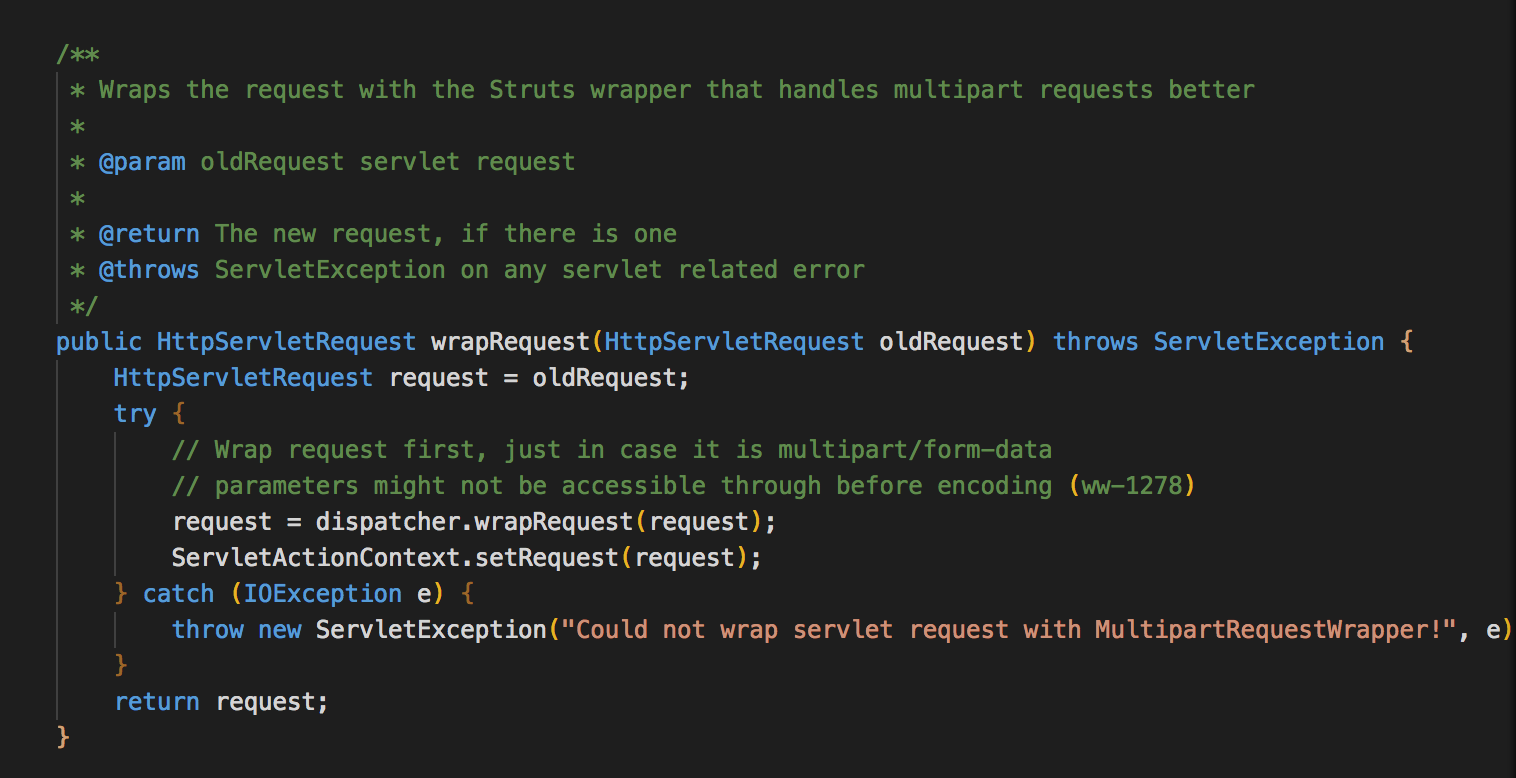 /**
 * Wraps the request with the Struts wrapper that handles multipart requests better
 *
 * @param oldRequest servlet request
 *
 * @return The new request, if there is one
 * @throws ServletException on any servlet related error
 */
public HttpServletRequest wrapRequest(HttpServletRequest oldRequest) throws ServletException {
    HttpServletRequest request = oldRequest;
    try {
        // Wrap request first, just in case it is multipart/form-data
        // parameters might not be accessible through before encoding (ww-1278)
        request = dispatcher.wrapRequest(request);
        ServletActionContext.setRequest(request);
    } catch (IOException e) {
        throw new ServletException("Could not wrap servlet request with MultipartRequestWrapper!", e)
    }
    return request;
}